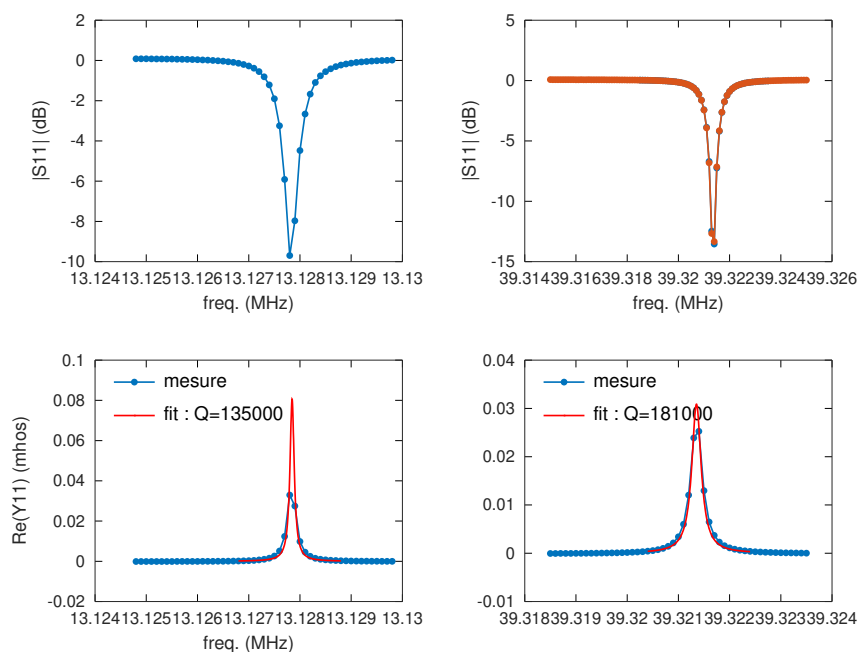 2
0
-2
-4
-6
-8
-10
|S11| (dB)
13.124 13.125 13.126 13.127 13.128 13.129 13.13
freq. (MHz)
5
0
-5
-10
-15
|S11| (dB)
39.314 39.316 39.318 39.32 39.322 39.324 39.326
freq. (MHz)
0.1
0.08
0.06
0.04
0.02
0
-0.02
Re(Y11) (mhos)
mesure
fit : Q=135000
13.124 13.125 13.126 13.127 13.128 13.129 13.13
freq. (MHz)
0.04
0.03
0.02
0.01
0
-0.01
mesure
fit : Q=181000
39.318 39.319 39.32 39.321 39.322 39.323 39.324